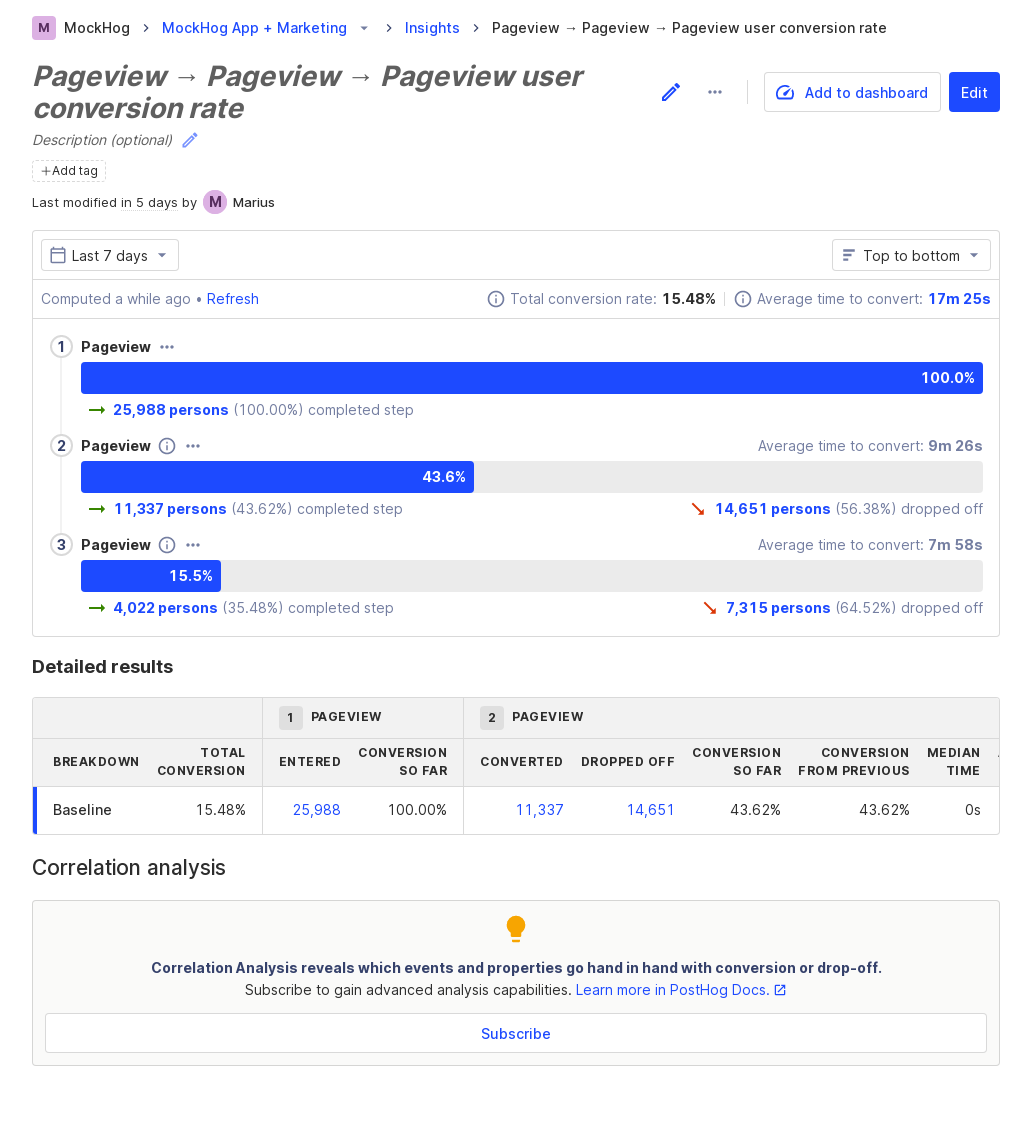 M MockHog > MockHog App + Marketing > Insights > Pageview → Pageview → Pageview user conversion rate
Pageview → Pageview → Pageview user
conversion rate
Add to dashboard
Edit
Description (optional)
+Add tag
Last modified in 5 days by M Marius
Last 7 days
Top to bottom
Computed a while ago • Refresh
Total conversion rate: 15.48%
Average time to convert: 17m 25s
1 Pageview
100.0%
25,988 persons (100.00%) completed step
2 Pageview
Average time to convert: 9m 26s
43.6%
11,337 persons (43.62%) completed step
14,651 persons (56.38%) dropped off
3 Pageview
Average time to convert: 7m 58s
15.5%
4,022 persons (35.48%) completed step
7,315 persons (64.52%) dropped off
Detailed results
1 PAGEVIEW
2 PAGEVIEW
BREAKDOWN
TOTAL
CONVERSION
ENTERED
CONVERSION
SO FAR
CONVERTED
DROPPED OFF
CONVERSION
SO FAR
CONVERSION
FROM PREVIOUS
MEDIAN
TIME
Baseline 15.48% 25,988 100.00% 11,337 14,651 43.62% 43.62% 0s
Correlation analysis
Correlation Analysis reveals which events and properties go hand in hand with conversion or drop-off.
Subscribe to gain advanced analysis capabilities. Learn more in PostHog Docs.
Subscribe